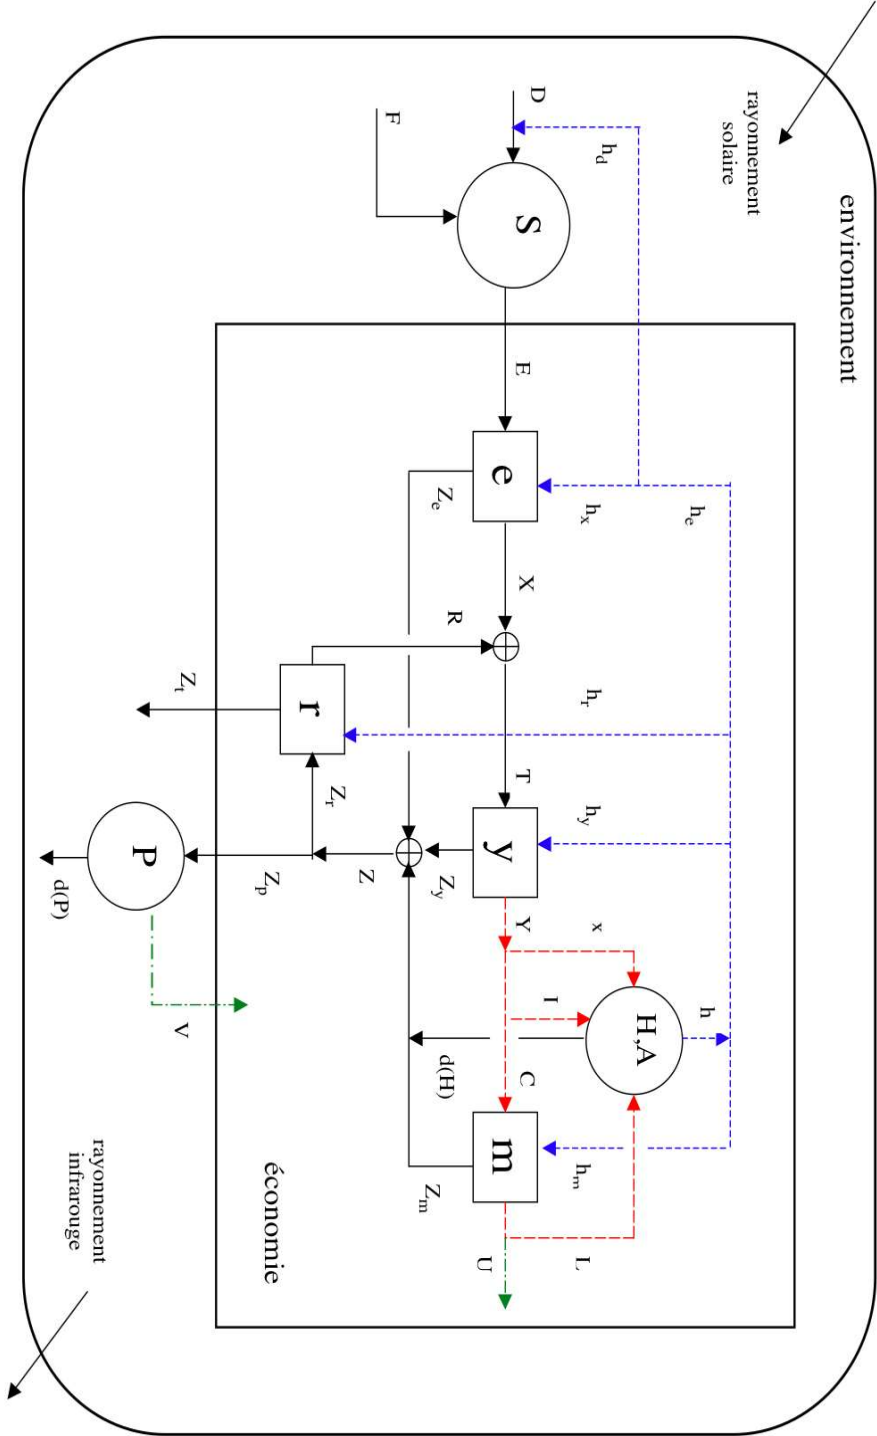 environnement
rayonnement
solaire
h
h_e
H,A
h_d
h_x
h_r
h_y
x
h_m
L
I
D
S
E
e
X
T
y
Y
C
m
U
R
Z_e
Z_y
d(H)
Z_m
F
Z
Z_r
r
économie
Z_p
Z_t
V
P
rayonnement
infrarouge
d(P)